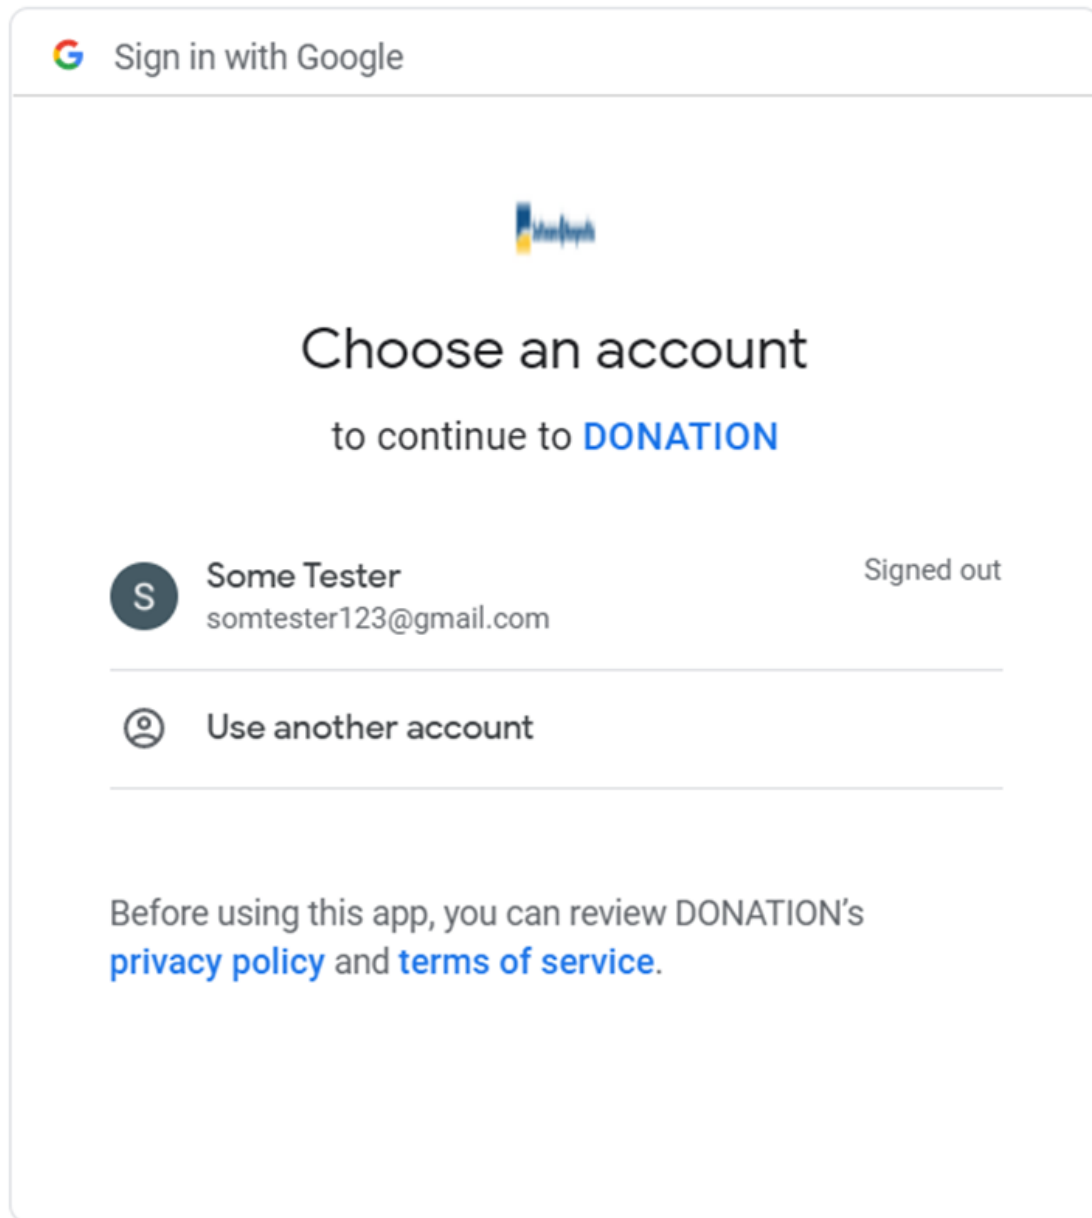 Sign in with Google
Choose an account
to continue to DONATION
S
Some Tester
Signed out
somtester123@gmail.com
Use another account
Before using this app, you can review DONATION’s
privacy policy and terms of service.